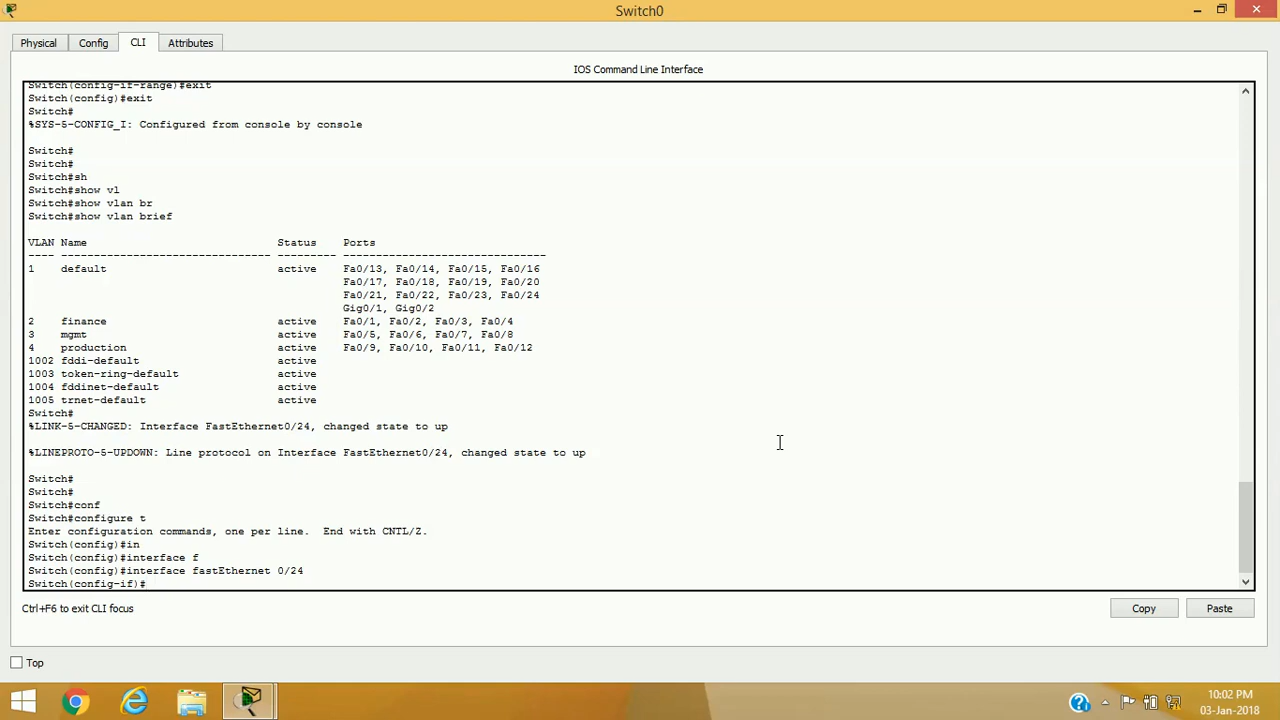 Switch0
Physical Config CLI Attributes
IOS Command Line Interface
Switch(config-if-range)#exit
Switch(config)#exit
Switch#
%SYS-5-CONFIG_I: Configured from console by console
Switch#
Switch#
Switch#sh
Switch#show vl
Switch#show vlan br
Switch#show vlan brief
VLAN Name Status Ports
---- -------------------------------- --------- -------------------------------
1 default active Fa0/13, Fa0/14, Fa0/15, Fa0/16
Fa0/17, Fa0/18, Fa0/19, Fa0/20
Fa0/21, Fa0/22, Fa0/23, Fa0/24
Gig0/1, Gig0/2
2 finance active Fa0/1, Fa0/2, Fa0/3, Fa0/4
3 mgmt active Fa0/5, Fa0/6, Fa0/7, Fa0/8
4 production active Fa0/9, Fa0/10, Fa0/11, Fa0/12
1002 fddi-default active
1003 token-ring-default active
1004 fddinet-default active
1005 trnet-default active
Switch#
%LINK-5-CHANGED: Interface FastEthernet0/24, changed state to up
%LINEPROTO-5-UPDOWN: Line protocol on Interface FastEthernet0/24, changed state to up
Switch#
Switch#
Switch#conf
Switch#configure t
Enter configuration commands, one per line. End with CNTL/Z.
Switch(config)#in
Switch(config)#interface f
Switch(config)#interface fastEthernet 0/24
Switch(config-if)#
Ctrl+F6 to exit CLI focus
Copy Paste
Top
10:02 PM
03-Jan-2018